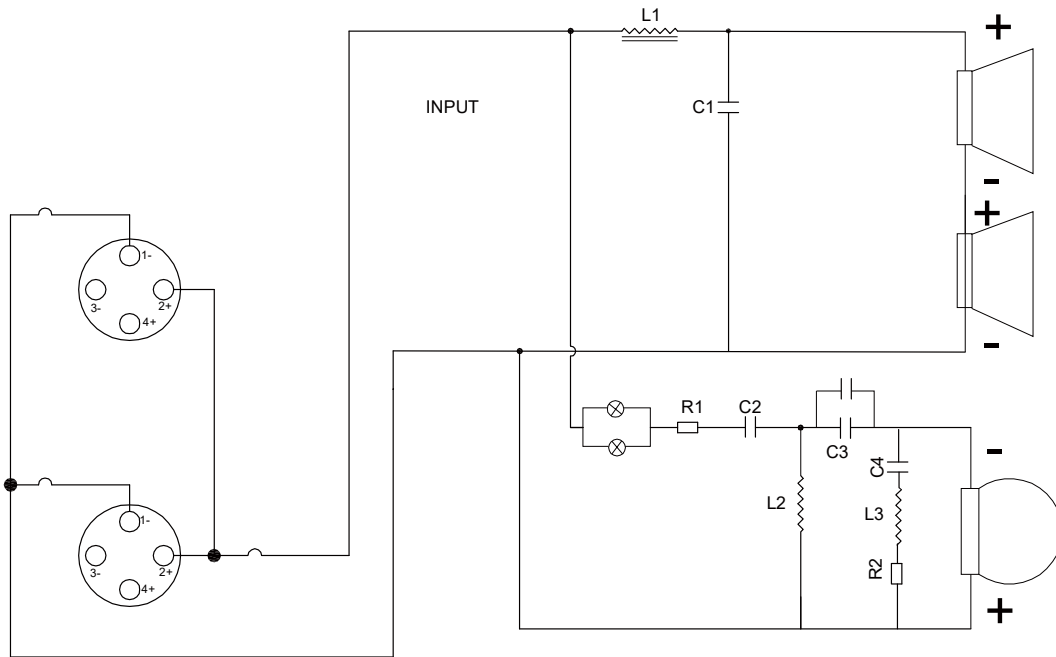 L1
+
INPUT
C1
-
+
1-
3-
2+
4+
-
R1
C2
C3
-
C4
L2
L3
R2
1-
3-
2+
4+
+